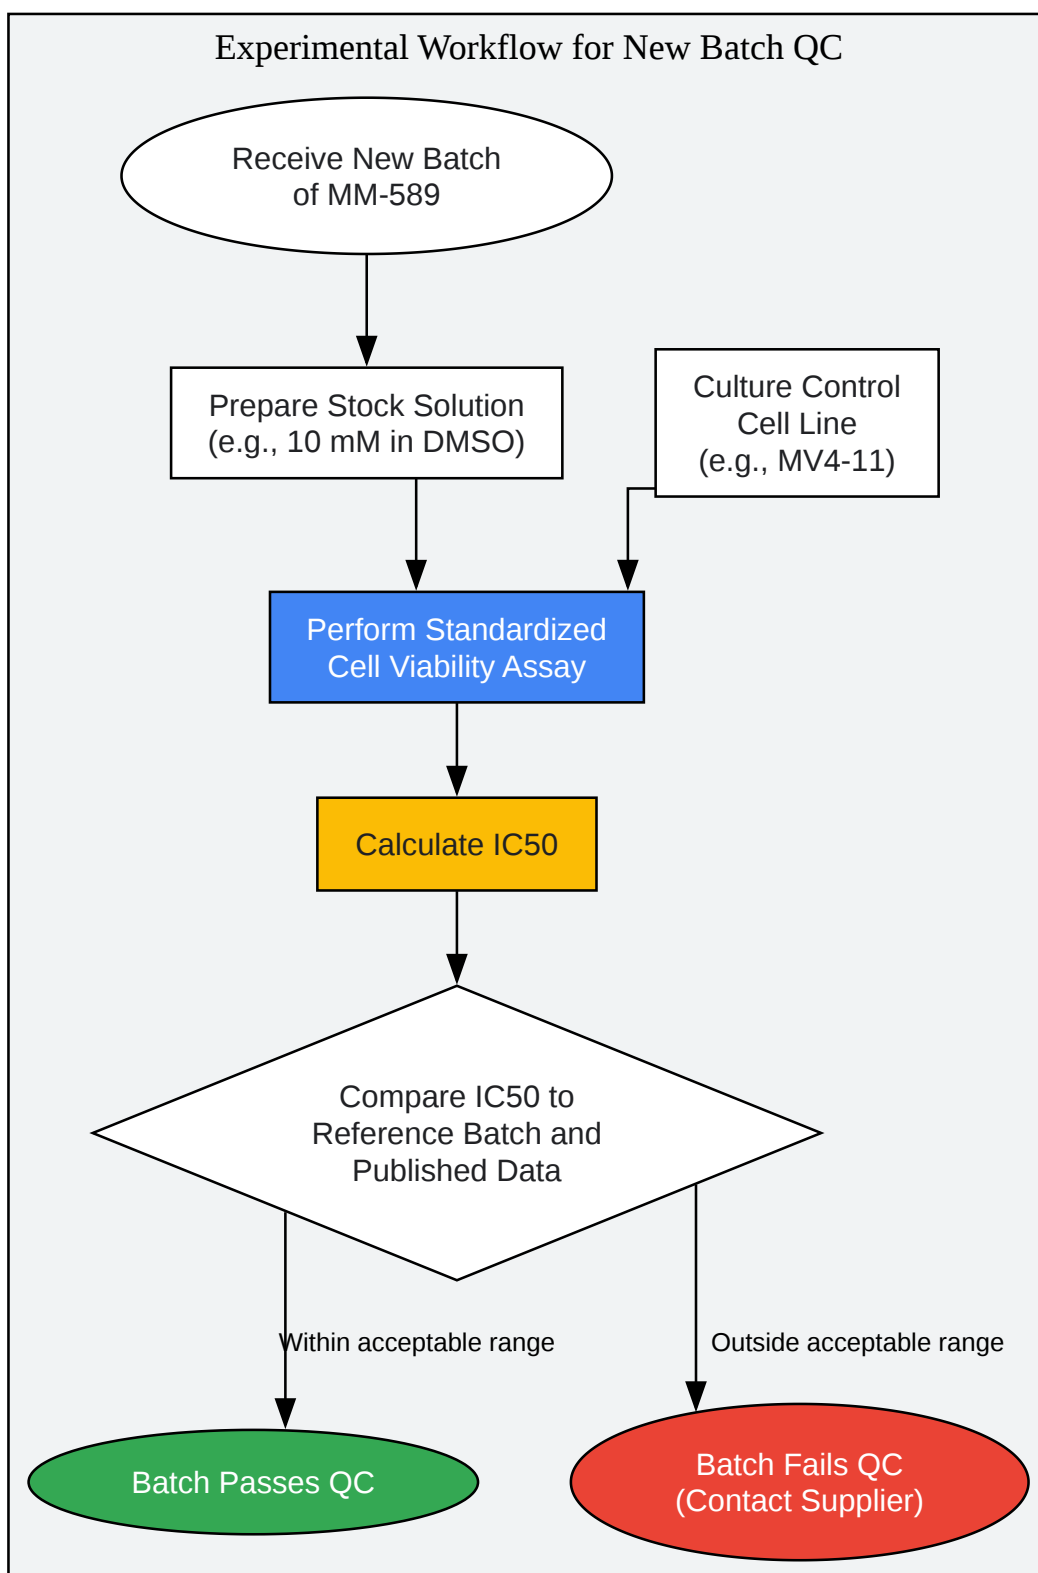 Experimental Workflow for New Batch QC
Receive New Batch
of MM-589
Prepare Stock Solution
(e.g., 10 mM in DMSO)
Culture Control
Cell Line
(e.g., MV4-11)
Perform Standardized
Cell Viability Assay
Calculate IC50
Compare IC50 to
Reference Batch and
Published Data
Within acceptable range
Outside acceptable range
Batch Passes QC
Batch Fails QC
(Contact Supplier)